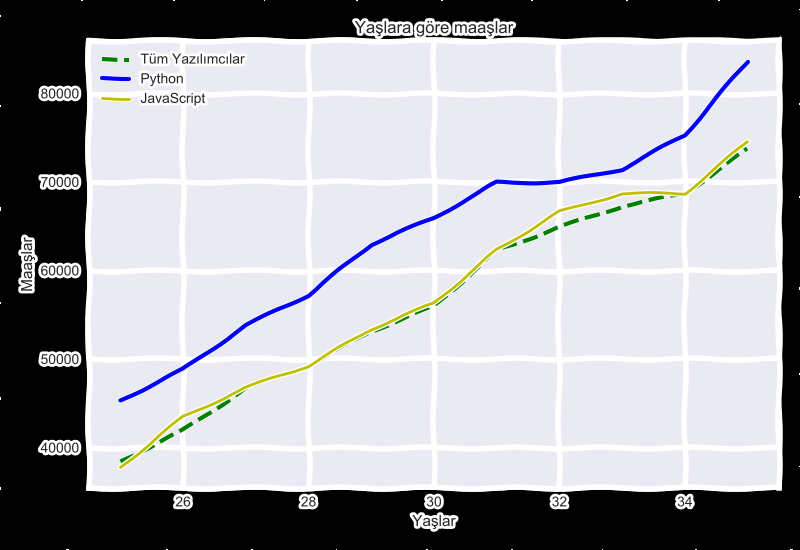 Yaşlara göre maaşlar
Tüm Yazılımcılar
Python
JavaScript
80000
70000
60000
50000
40000
Maaşlar
26 28 30 32 34
Yaşlar